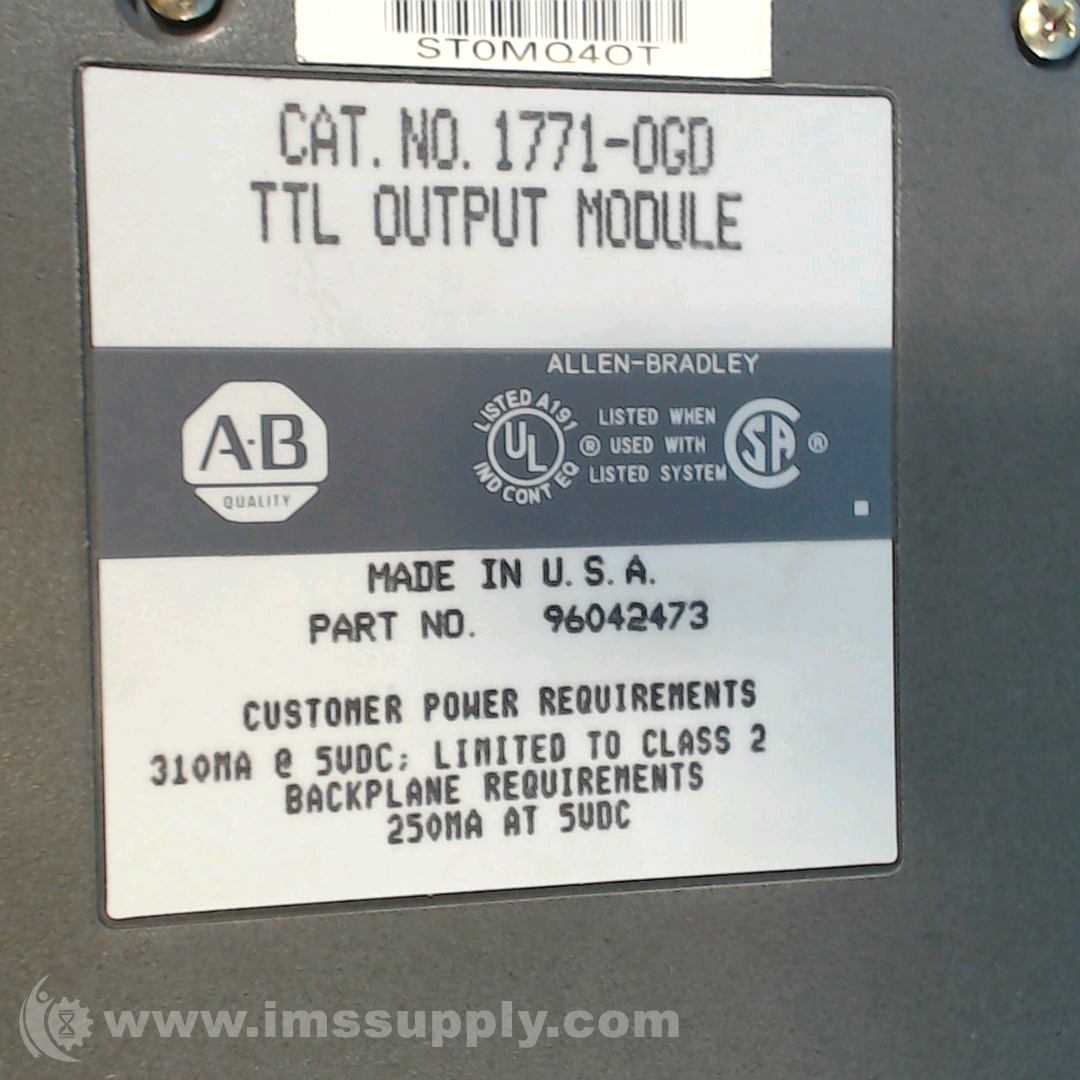 ST0MQ4OT
CAT. NO. 1771-OGD
TTL OUTPUT MODULE
ALLEN-BRADLEY
A·B
QUALITY
LISTED A191
UL
IND CONT EQ
®
LISTED WHEN
USED WITH
LISTED SYSTEM
SA ®
MADE IN U.S.A.
PART NO. 96042473
CUSTOMER POWER REQUIREMENTS
310MA @ 5VDC; LIMITED TO CLASS 2
BACKPLANE REQUIREMENTS
250MA AT 5VDC
www.imssupply.com